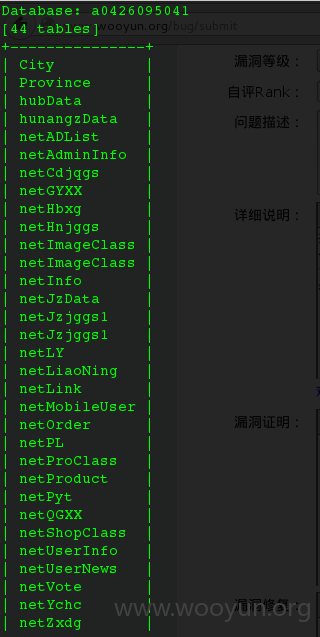 Database: a0426095041
[44 tables]
wooyun.org/bug/submit
+---------------+
| City |
| Province |
| hubData |
| hunangzData |
| netADList |
| netAdminInfo |
| netCdjqgs |
| netGYXX |
| netHbxg |
| netHnjggs |
| netImageClass |
| netImageClass |
| netInfo |
| netJzData |
| netJzjggs1 |
| netJzjggs1 |
| netLY |
| netLiaoNing |
| netLink |
| netMobileUser |
| netOrder |
| netPL |
| netProClass |
| netProduct |
| netPyt |
| netQGXX |
| netShopClass |
| netUserInfo |
| netUserNews |
| netVote |
| netYchc |
| netZxdg |
漏洞等级：
自评Rank：
问题描述：
详细说明：
漏洞证明：
漏洞修复：
www.wooyun.org